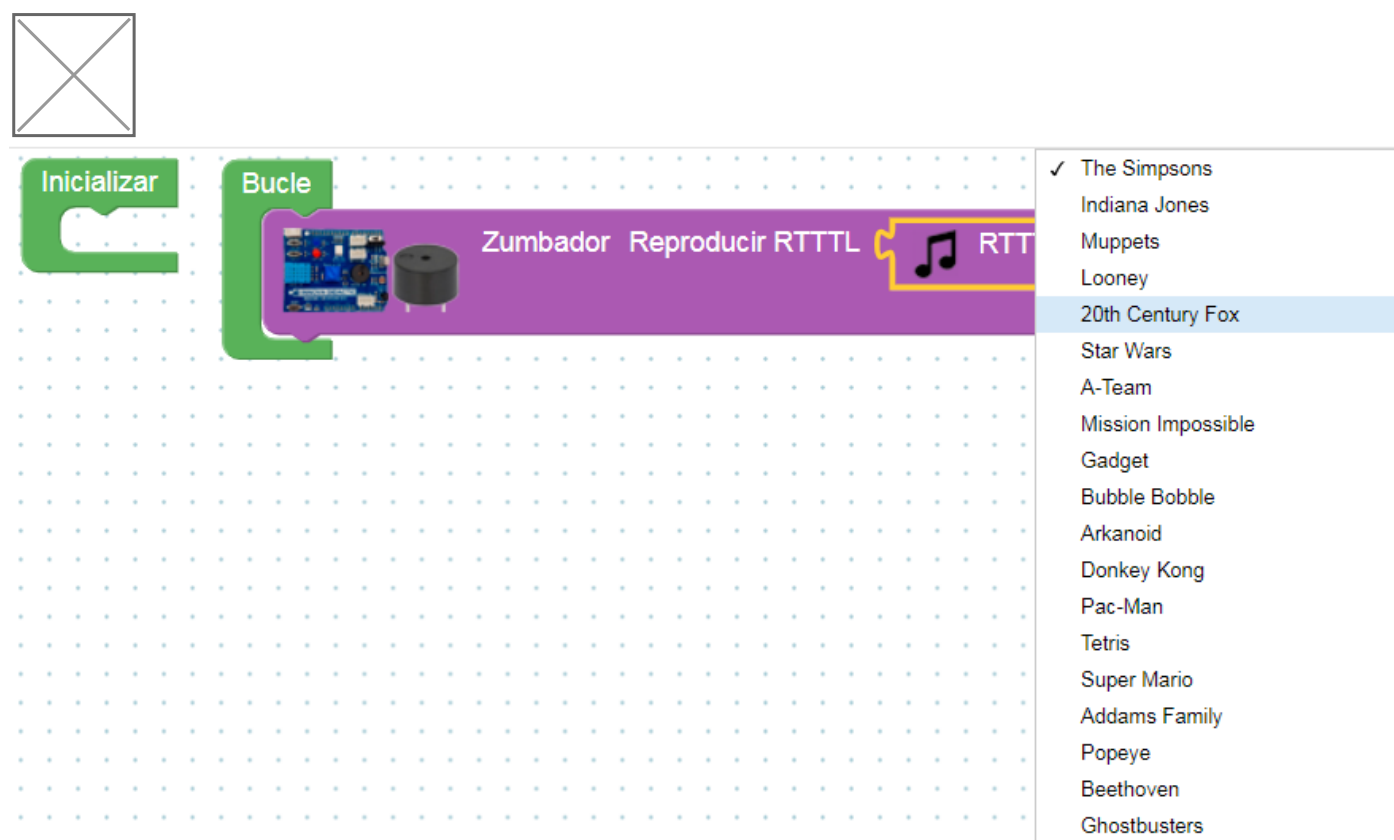 Inicializar
Bucle
Zumbador Reproducir RTTTL
RTT
✓ The Simpsons
Indiana Jones
Muppets
Looney
20th Century Fox
Star Wars
A-Team
Mission Impossible
Gadget
Bubble Bobble
Arkanoid
Donkey Kong
Pac-Man
Tetris
Super Mario
Addams Family
Popeye
Beethoven
Ghostbusters